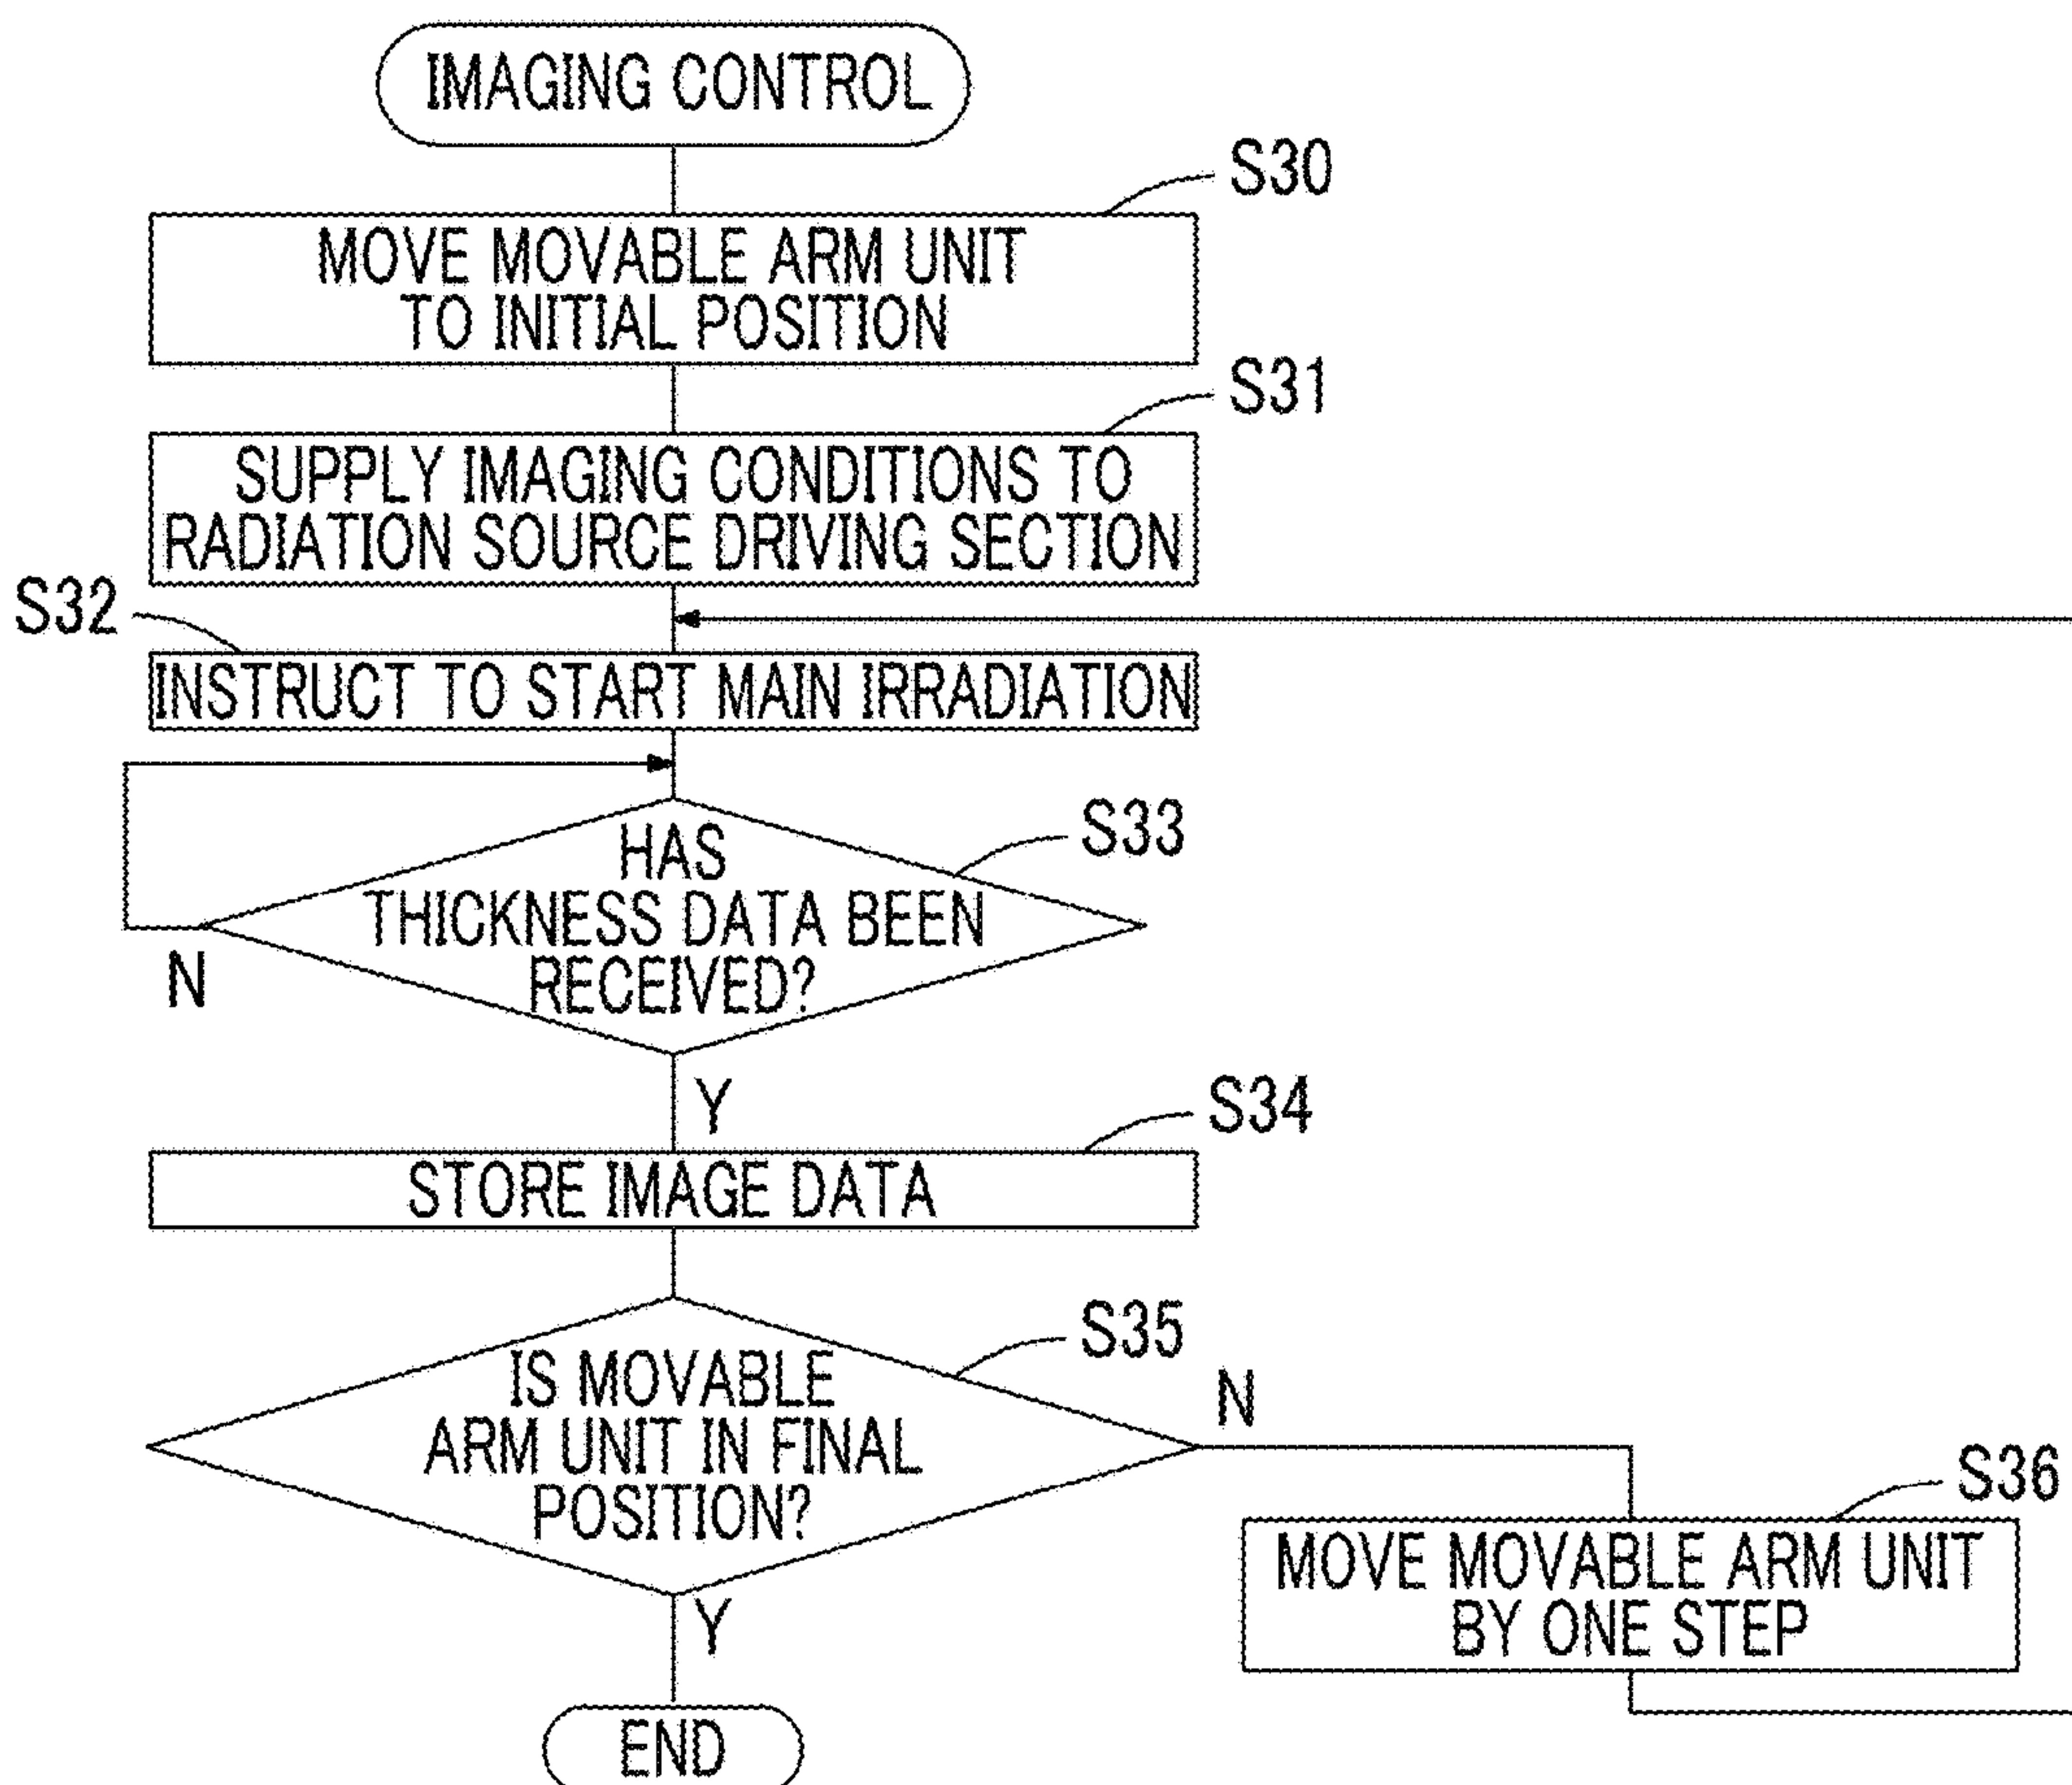 IMAGING CONTROL
S30
MOVE MOVABLE ARM UNIT
TO INITIAL POSITION
S31
SUPPLY IMAGING CONDITIONS TO
RADIATION SOURCE DRIVING SECTION
S32
INSTRUCT TO START MAIN IRRADIATION
S33
HAS
THICKNESS DATA BEEN
RECEIVED?
N
Y
S34
STORE IMAGE DATA
S35
IS MOVABLE
ARM UNIT IN FINAL
POSITION?
N
S36
MOVE MOVABLE ARM UNIT
BY ONE STEP
Y
END